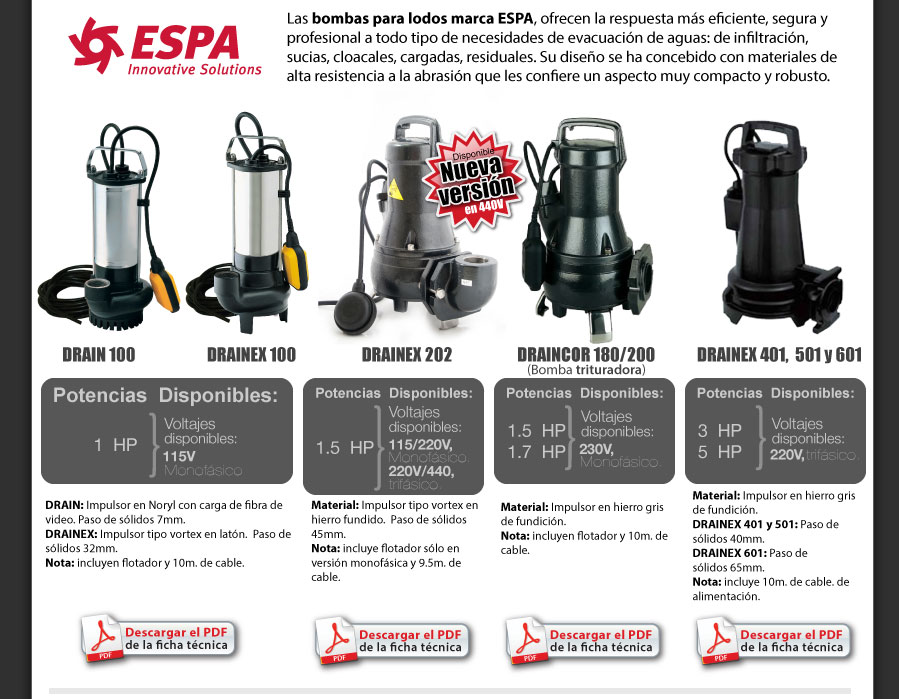 ESPA
Innovative Solutions
Las bombas para lodos marca ESPA, ofrecen la respuesta más eficiente, segura y
profesional a todo tipo de necesidades de evacuación de aguas: de infiltración,
sucias, cloacales, cargadas, residuales. Su diseño se ha concebido con materiales de
alta resistencia a la abrasión que les confiere un aspecto muy compacto y robusto.
Disponible
Nueva
versión
en 440V
DRAIN 100
DRAINEX 100
DRAINEX 202
DRAINCOR 180/200
(Bomba trituradora)
DRAINEX 401, 501 y 601
Potencias Disponibles:
1 HP
Voltajes
disponibles:
115V
Monofásico
Potencias Disponibles:
1.5 HP
Voltajes
disponibles:
115/220V,
Monofásico.
220V/440,
trifásico.
Potencias Disponibles:
1.5 HP
1.7 HP
Voltajes
disponibles:
230V,
Monofásico.
Potencias Disponibles:
3 HP
5 HP
Voltajes
disponibles:
220V,trifásico.
DRAIN: Impulsor en Noryl con carga de fibra de
video. Paso de sólidos 7mm.
DRAINEX: Impulsor tipo vortex en latón. Paso de
sólidos 32mm.
Nota: incluyen flotador y 10m. de cable.
Material: Impulsor tipo vortex en
hierro fundido. Paso de sólidos
45mm.
Nota: incluye flotador sólo en
versión monofásica y 9.5m. de
cable.
Material: Impulsor en hierro gris
de fundición.
Nota: incluyen flotador y 10m. de
cable.
Material: Impulsor en hierro gris
de fundición.
DRAINEX 401 y 501: Paso de
sólidos 40mm.
DRAINEX 601: Paso de
sólidos 65mm.
Nota: incluye 10m. de cable. de
alimentación.
PDF
Descargar el PDF
de la ficha técnica
PDF
Descargar el PDF
de la ficha técnica
PDF
Descargar el PDF
de la ficha técnica
PDF
Descargar el PDF
de la ficha técnica